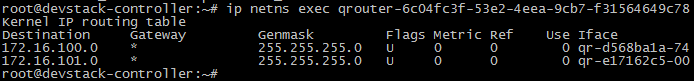 root@devstack-controller:~# ip netns exec qrouter-6c04fc3f-53e2-4eea-9cb7-f31564649c78
Kernel IP routing table
Destination Gateway Genmask Flags Metric Ref Use Iface
172.16.100.0 * 255.255.255.0 U 0 0 0 qr-d568ba1a-74
172.16.101.0 * 255.255.255.0 U 0 0 0 qr-e17162c5-00
root@devstack-controller:~#